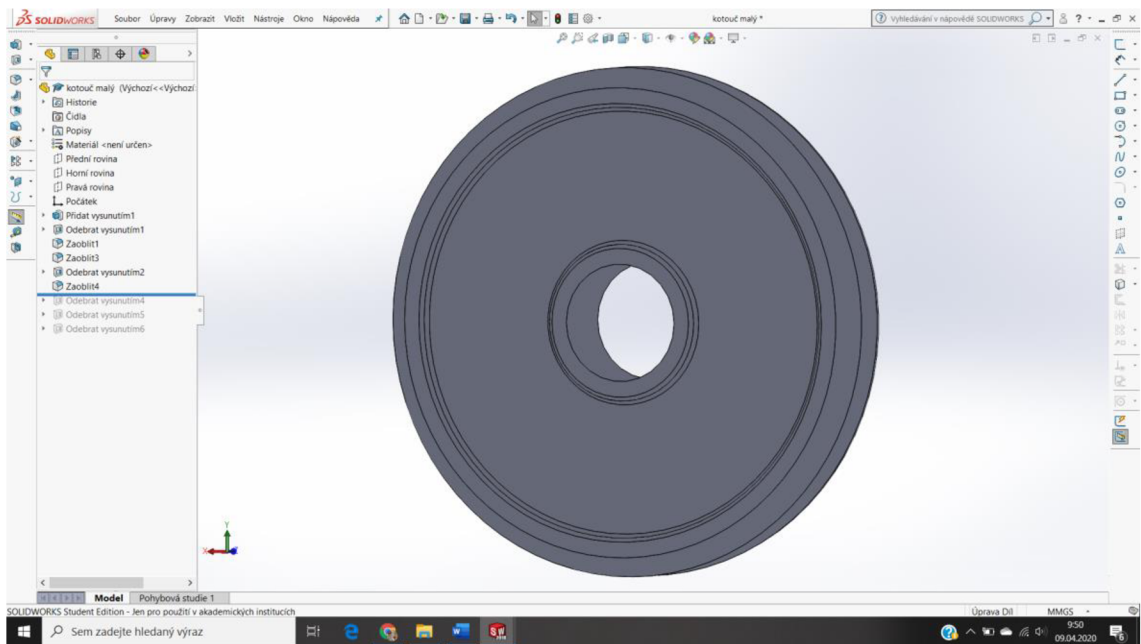 SOLIDWORKS Soubor Úpravy Zobrazit Vložit Nástroje Okno Nápověda kotouč malý * Vyhledávání v nápovědě SOLIDWORKS
kotouč malý (Výchozí<<Výchozí
Historie
Čidla
Popisy
Materiál <není určen>
Přední rovina
Horní rovina
Pravá rovina
Počátek
Přidat vysunutím1
Odebrat vysunutím1
Zaoblit1
Zaoblit3
Odebrat vysunutím2
Zaoblit4
Odebrat vysunutím4
Odebrat vysunutím5
Odebrat vysunutím6
Y
X
Z
Model Pohybová studie 1
SOLIDWORKS Student Edition - Jen pro použití v akademických institucích Úprava Díl MMGS
Sem zadejte hledaný výraz
9:50
09.04.2020